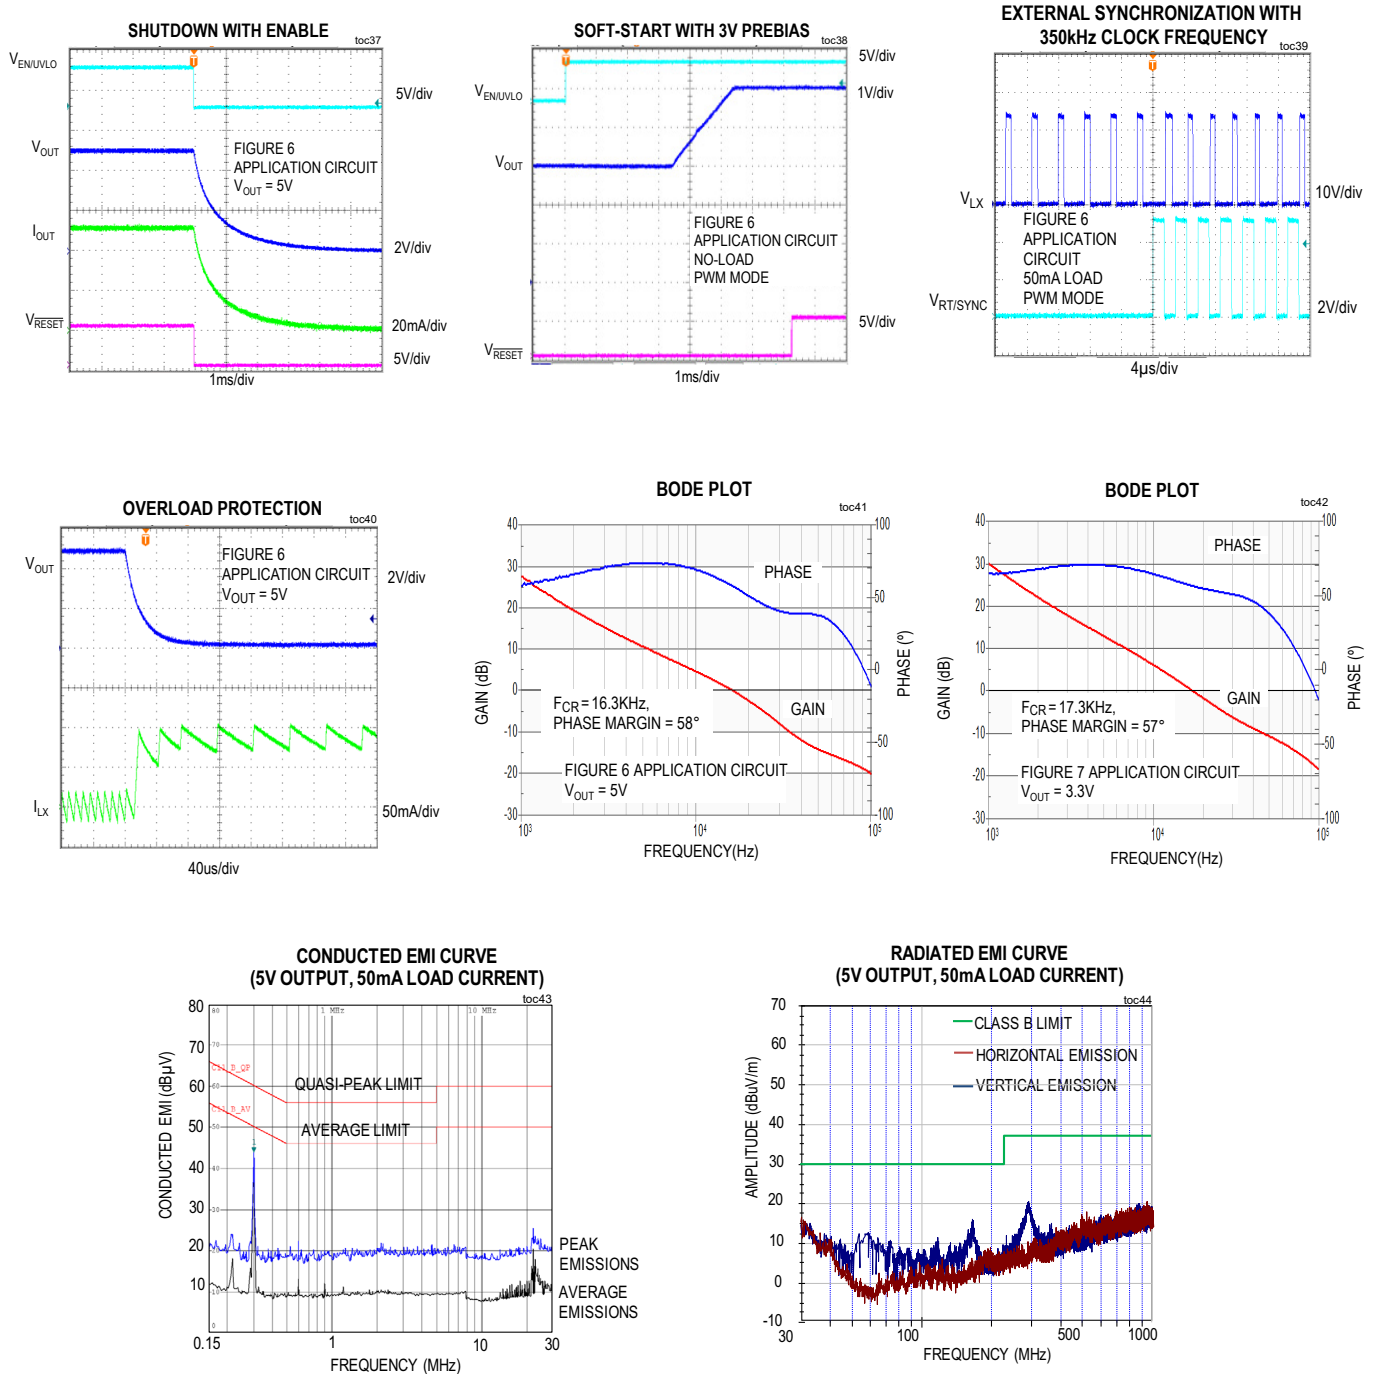 SHUTDOWN WITH ENABLE
toc37
VEN/UVLO
5V/div
VOUT
FIGURE 6
APPLICATION CIRCUIT
VOUT = 5V
IOUT
2V/div
VRESET
20mA/div
5V/div
1ms/div
SOFT-START WITH 3V PREBIAS
toc38
5V/div
VEN/UVLO
1V/div
VOUT
FIGURE 6
APPLICATION CIRCUIT
NO-LOAD
PWM MODE
5V/div
VRESET
1ms/div
EXTERNAL SYNCHRONIZATION WITH
350kHz CLOCK FREQUENCY
toc39
VLX
10V/div
FIGURE 6
APPLICATION
CIRCUIT
50mA LOAD
PWM MODE
VRT/SYNC
2V/div
4µs/div
OVERLOAD PROTECTION
toc40
VOUT
FIGURE 6
APPLICATION CIRCUIT
VOUT = 5V
2V/div
ILX
50mA/div
40us/div
BODE PLOT
toc41
40
30
20
10
0
-10
-20
-30
100
50
0
-50
-100
GAIN (dB)
PHASE (°)
PHASE
GAIN
FCR = 16.3KHz,
PHASE MARGIN = 58°
FIGURE 6 APPLICATION CIRCUIT
VOUT = 5V
10³ 10⁴ 10⁵
FREQUENCY(Hz)
BODE PLOT
toc42
40
30
20
10
0
-10
-20
-30
100
50
0
-50
-100
GAIN (dB)
PHASE (°)
PHASE
GAIN
FCR = 17.3KHz,
PHASE MARGIN = 57°
FIGURE 7 APPLICATION CIRCUIT
VOUT = 3.3V
10³ 10⁴ 10⁵
FREQUENCY(Hz)
CONDUCTED EMI CURVE
(5V OUTPUT, 50mA LOAD CURRENT)
toc43
80
70
60
50
40
30
20
10
0.15 1 10 30
CONDUCTED EMI (dBµV)
1 MHz
10 MHz
QUASI-PEAK LIMIT
AVERAGE LIMIT
PEAK
EMISSIONS
AVERAGE
EMISSIONS
FREQUENCY (MHz)
RADIATED EMI CURVE
(5V OUTPUT, 50mA LOAD CURRENT)
toc44
70
60
50
40
30
20
10
0
-10
AMPLITUDE (dBuV/m)
CLASS B LIMIT
HORIZONTAL EMISSION
VERTICAL EMISSION
30 100 500 1000
FREQUENCY (MHz)